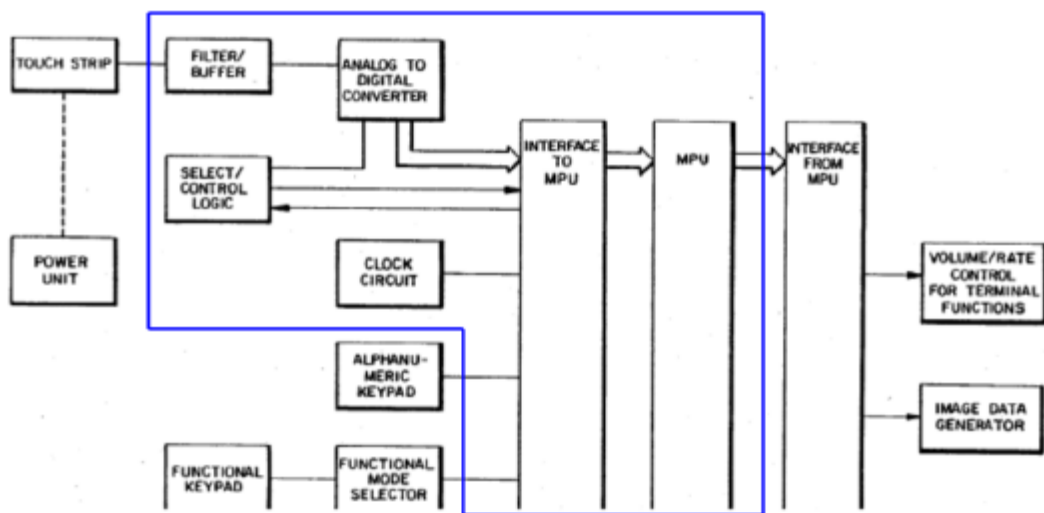 TOUCH STRIP
FILTER/
BUFFER
ANALOG TO
DIGITAL
CONVERTER
SELECT/
CONTROL
LOGIC
INTERFACE
TO
MPU
MPU
INTERFACE
FROM
MPU
POWER
UNIT
CLOCK
CIRCUIT
VOLUME/RATE
CONTROL
FOR TERMINAL
FUNCTIONS
ALPHANU-
MERIC
KEYPAD
IMAGE DATA
GENERATOR
FUNCTIONAL
KEYPAD
FUNCTIONAL
MODE
SELECTOR